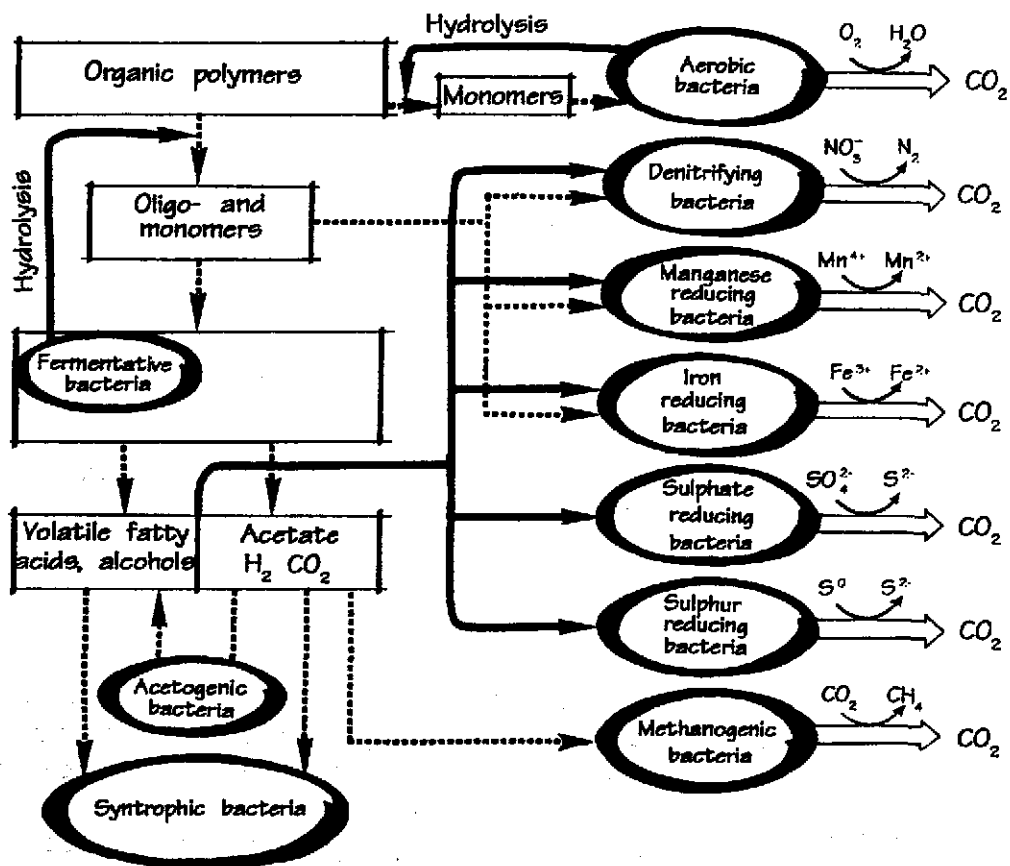 Hydrolysis
Organic polymers
Monomers
Aerobic
bacteria
O₂ H₂O
CO₂
Hydrolysis
Oligo- and
monomers
Denitrifying
bacteria
NO₃⁻ N₂
CO₂
Manganese
reducing
bacteria
Mn⁴⁺ Mn²⁺
CO₂
Fermentative
bacteria
Iron
reducing
bacteria
Fe³⁺ Fe²⁺
CO₂
Volatile fatty
acids, alcohols
Acetate
H₂ CO₂
Sulphate
reducing
bacteria
SO₄²⁻ S²⁻
CO₂
Sulphur
reducing
bacteria
S⁰ S²⁻
CO₂
Acetogenic
bacteria
Methanogenic
bacteria
CO₂ CH₄
CO₂
Syntrophic bacteria